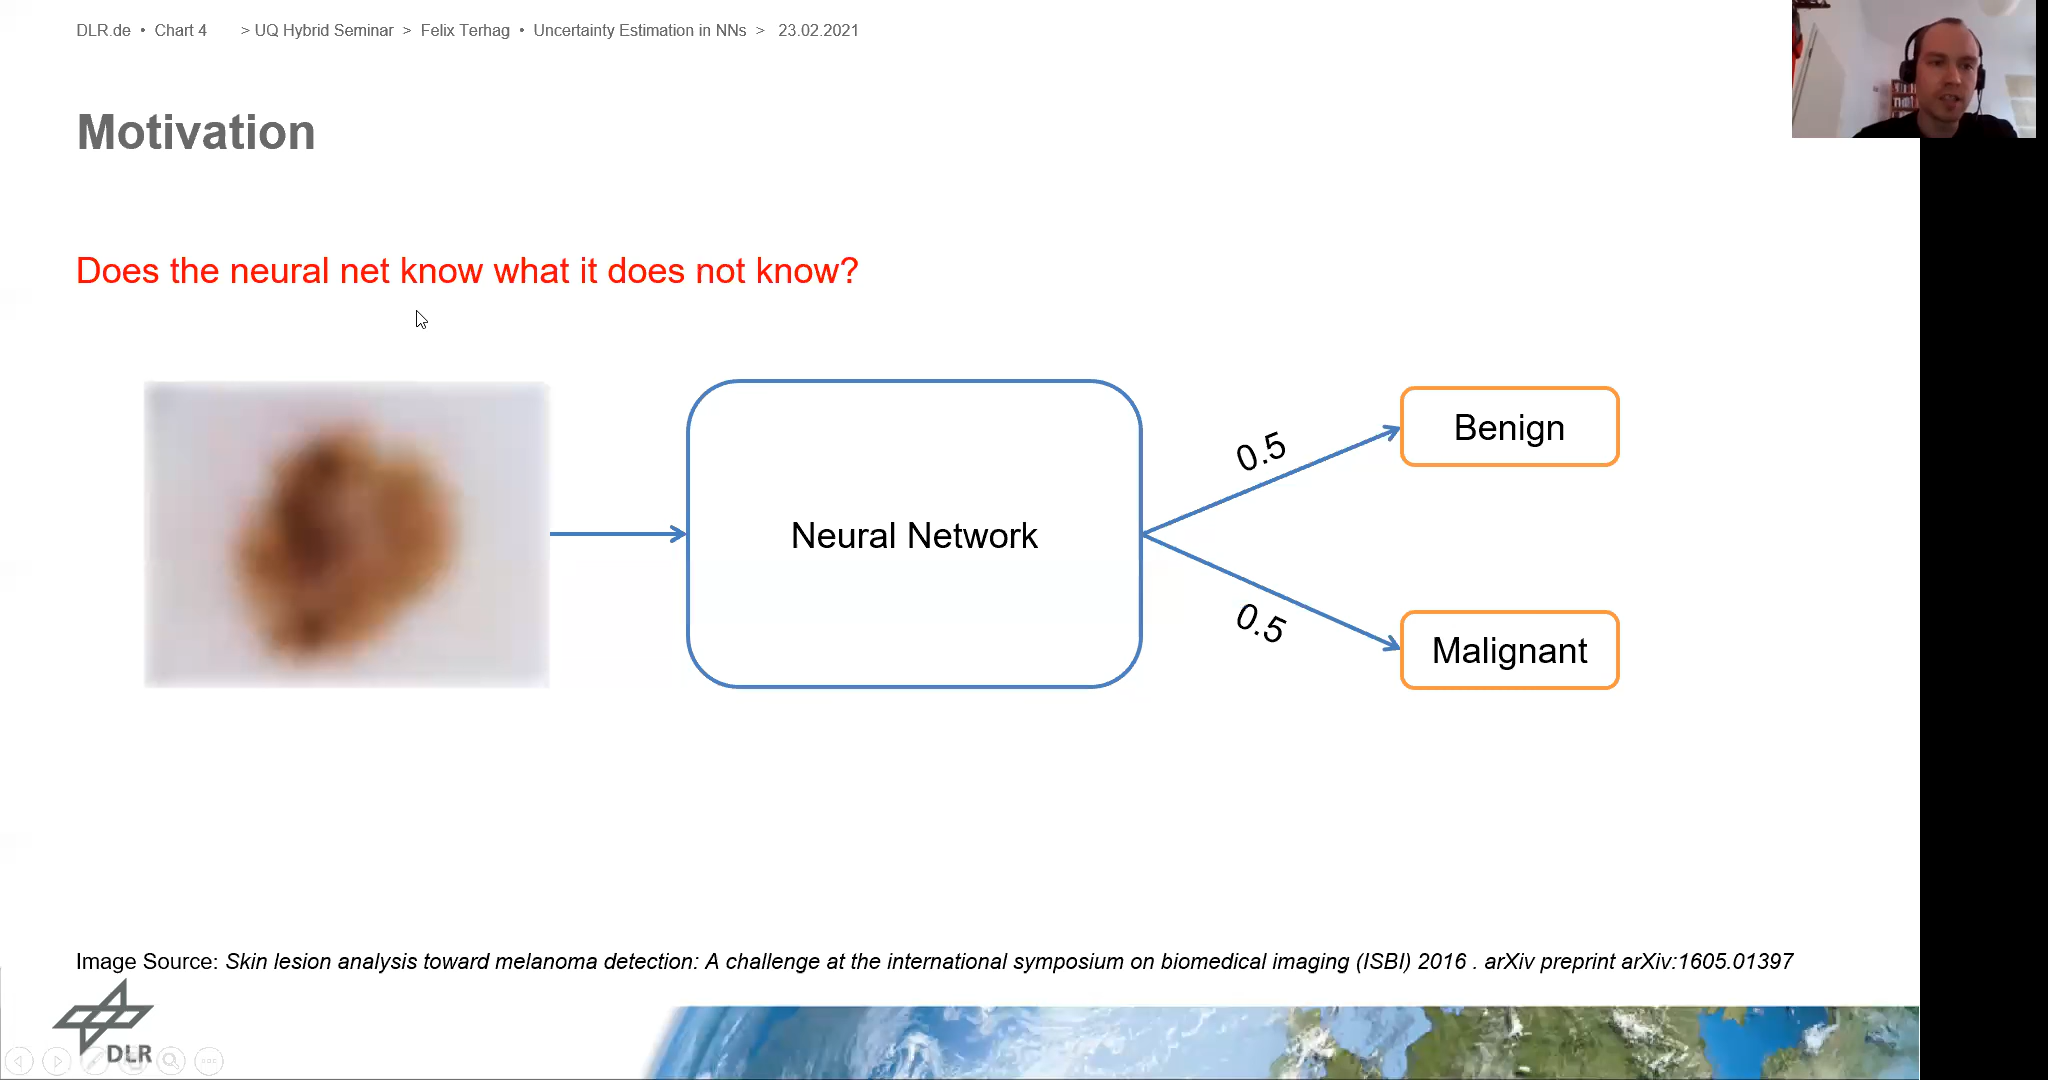 DLR.de • Chart 4 > UQ Hybrid Seminar > Felix Terhag • Uncertainty Estimation in NNs > 23.02.2021
Motivation
Does the neural net know what it does not know?
Neural Network
0.5
Benign
0.5
Malignant
Image Source: Skin lesion analysis toward melanoma detection: A challenge at the international symposium on biomedical imaging (ISBI) 2016 . arXiv preprint arXiv:1605.01397
DLR